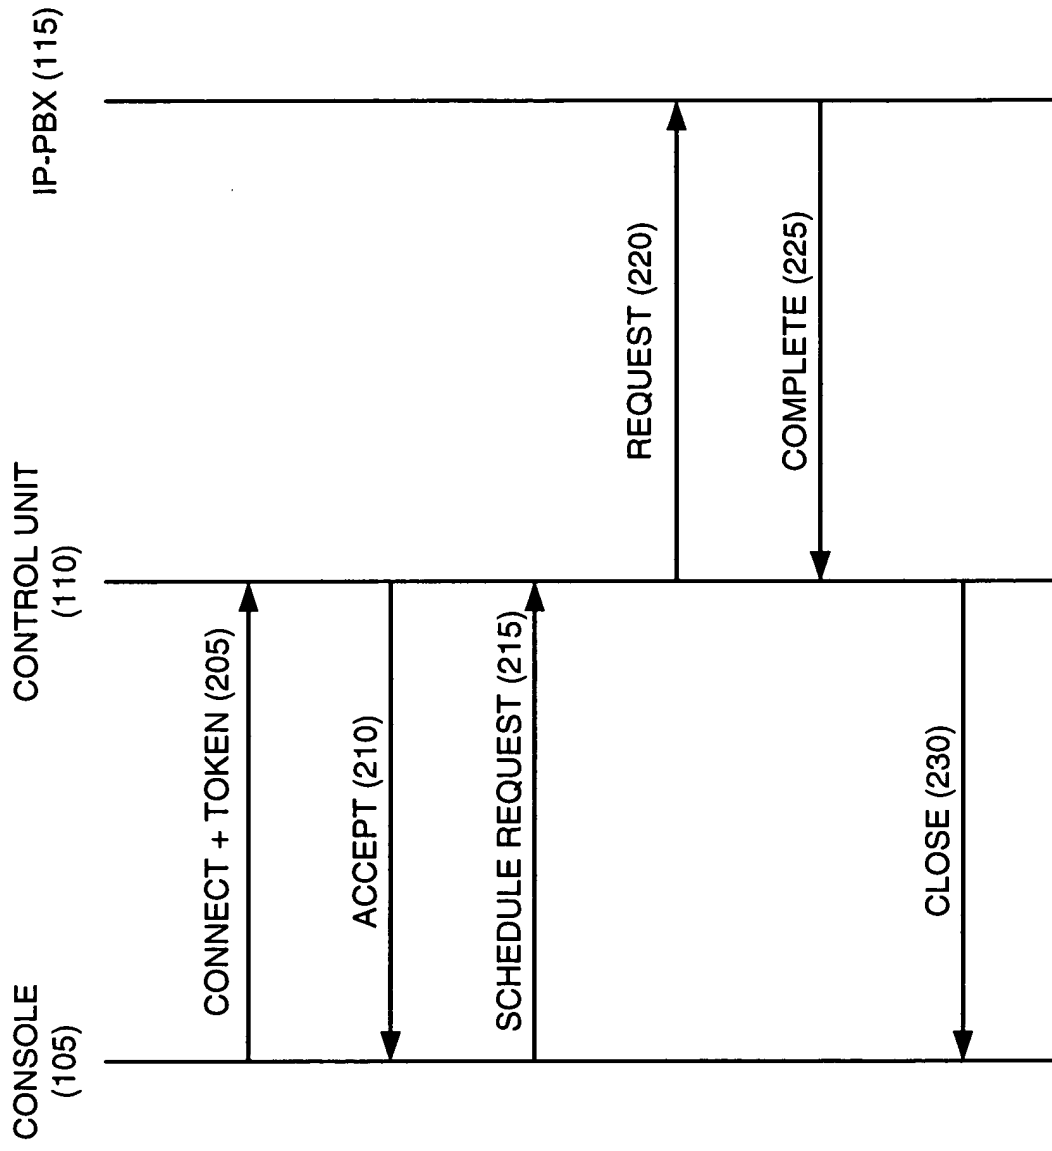 CONSOLE
(105)
CONTROL UNIT
(110)
IP-PBX (115)
CONNECT + TOKEN (205)
ACCEPT (210)
SCHEDULE REQUEST (215)
REQUEST (220)
COMPLETE (225)
CLOSE (230)